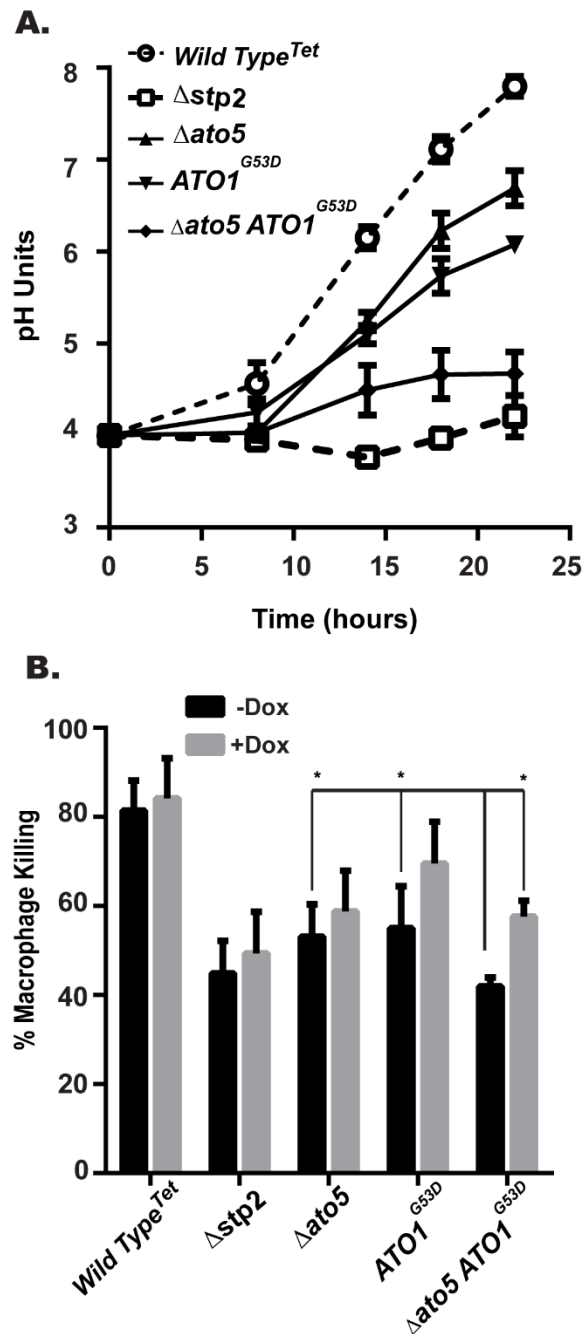 A.
Wild Type^Tet
Δstp2
Δato5
ATO1^G53D
Δato5 ATO1^G53D
pH Units
8
7
6
5
4
3
0 5 10 15 20 25
Time (hours)
B.
-Dox
+Dox
% Macrophage Killing
100
80
60
40
20
0
* * *
Wild Type^Tet
Δstp2
Δato5
ATO1^G53D
Δato5 ATO1^G53D